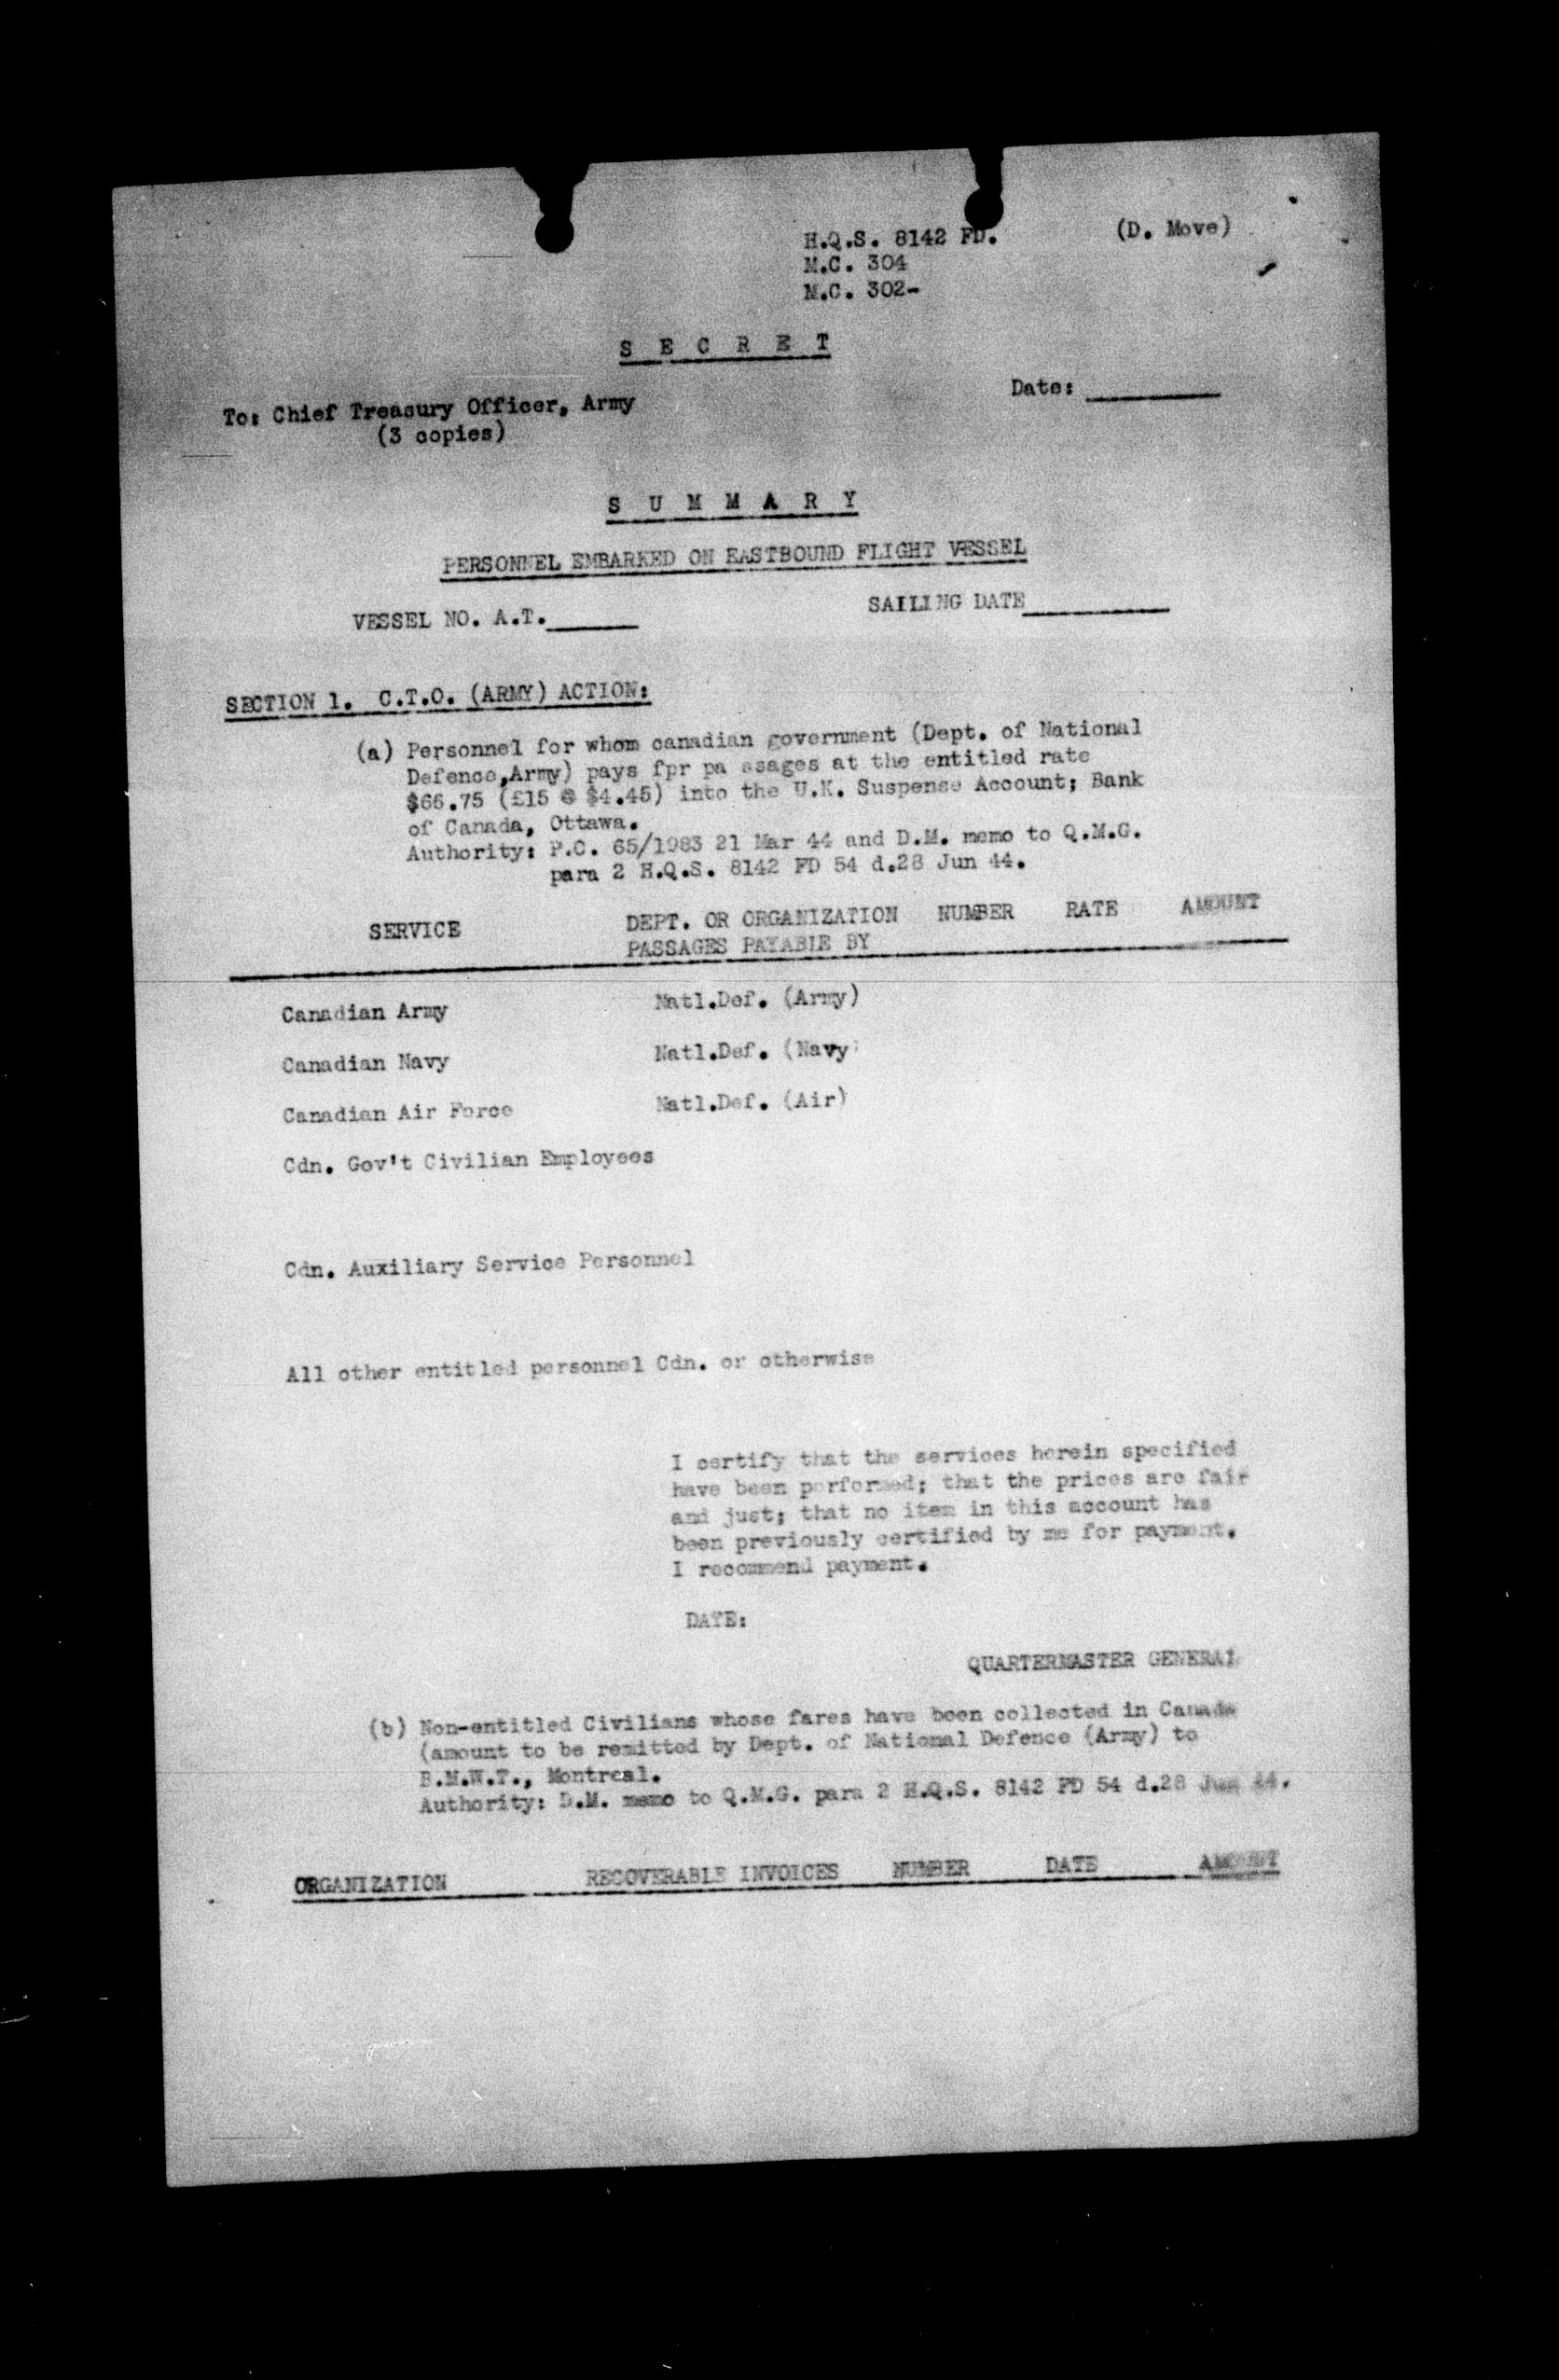 H.Q.S. 8142 FD. (D. Move)
M.C. 304
M.C. 302-
S E C R E T
To: Chief Treasury Officer, Army Date:
(3 copies)
S U M M A R Y
PERSONNEL EMBARKED ON EASTBOUND FLIGHT VESSEL
VESSEL NO. A.T. SAILING DATE
SECTION 1. C.T.O. (ARMY) ACTION:
(a) Personnel for whom canadian government (Dept. of National
Defence,Army) pays fpr pa ssages at the entitled rate
$66.75 (£15 @ $4.45) into the U.K. Suspense Account; Bank
of Canada, Ottawa.
Authority: P.C. 65/1983 21 Mar 44 and D.M. memo to Q.M.G.
para 2 H.Q.S. 8142 FD 54 d.28 Jun 44.
SERVICE DEPT. OR ORGANIZATION NUMBER RATE AMOUNT
PASSAGES PAYABLE BY
Canadian Army Natl.Def. (Army)
Canadian Navy Natl.Def. (Navy)
Canadian Air Force Natl.Def. (Air)
Cdn. Gov't Civilian Employees
Cdn. Auxiliary Service Personnel
All other entitled personnel Cdn. or otherwise
I certify that the services herein specified
have been performed; that the prices are fair
and just; that no item in this account has
been previously certified by me for payment.
I recommend payment.
DATE:
QUARTERMASTER GENERAL
(b) Non-entitled Civilians whose fares have been collected in Canada
(amount to be remitted by Dept. of National Defence (Army) to
B.M.W.T., Montreal.
Authority: D.M. memo to Q.M.G. para 2 H.Q.S. 8142 FD 54 d.28 Jun 44.
ORGANIZATION RECOVERABLE INVOICES NUMBER DATE AMOUNT